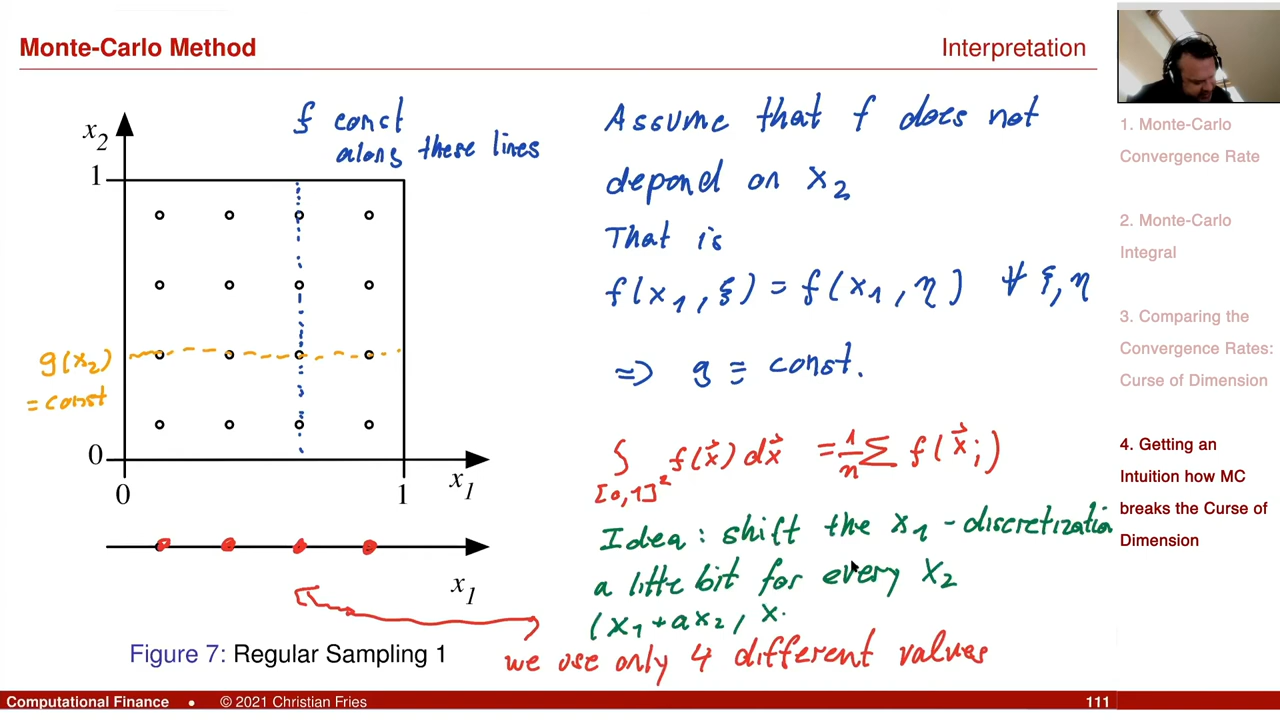 Monte-Carlo Method
Interpretation
f const
along these lines
x2
1
0
0
1
x1
g(x2)
= const
x1
Figure 7: Regular Sampling 1
Assume that f does not
depend on x2
That is
f(x1, ξ) = f(x1, η) ∀ ξ, η
=> g ≡ const.
∫[0,1]² f(x⃗) dx⃗ = 1/n Σ f(x⃗i)
Idea: shift the x1 - discretization
a little bit for every x2
(x1 + ax2, x
we use only 4 different values
1. Monte-Carlo
Convergence Rate
2. Monte-Carlo
Integral
3. Comparing the
Convergence Rates:
Curse of Dimension
4. Getting an
Intuition how MC
breaks the Curse of
Dimension
Computational Finance • © 2021 Christian Fries
111